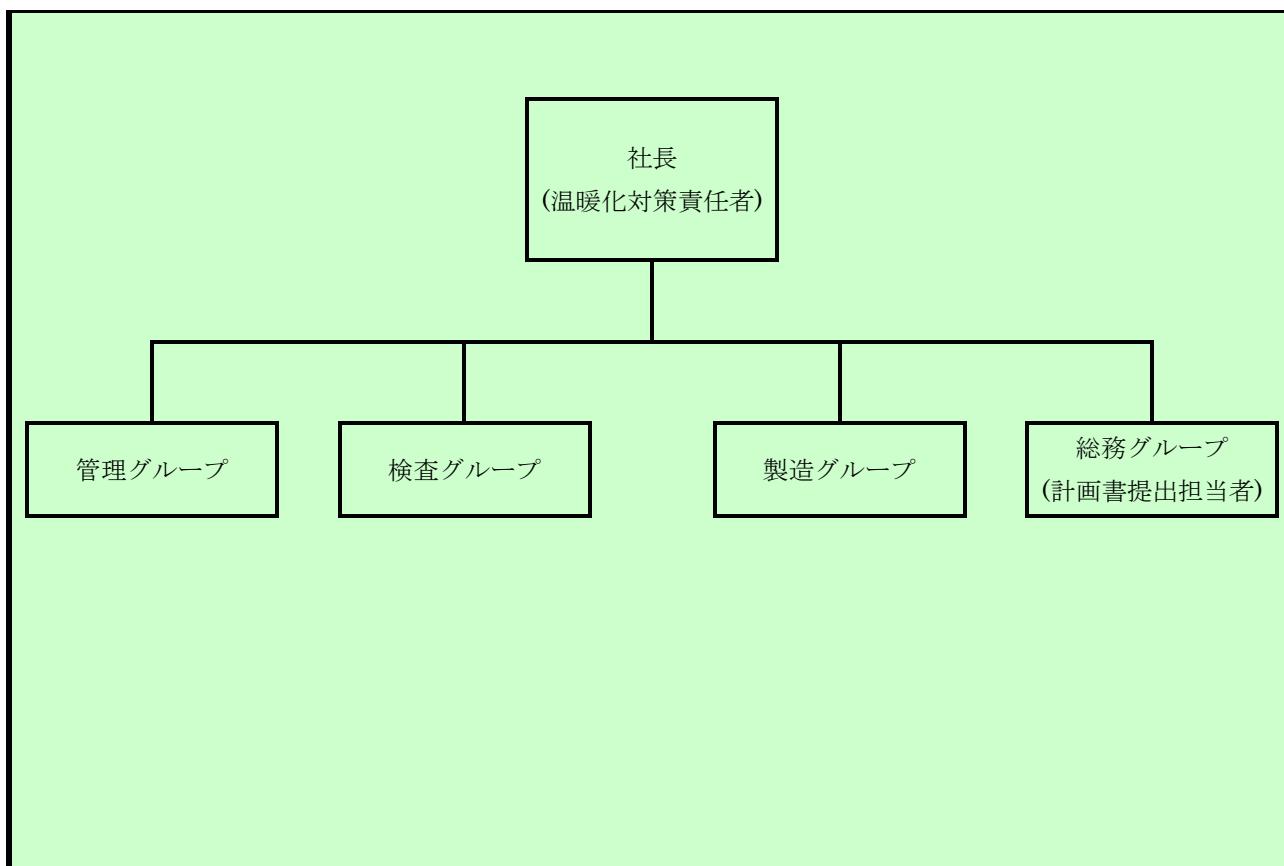 社長
(温暖化対策責任者)
管理グループ
検査グループ
製造グループ
総務グループ
(計画書提出担当者)